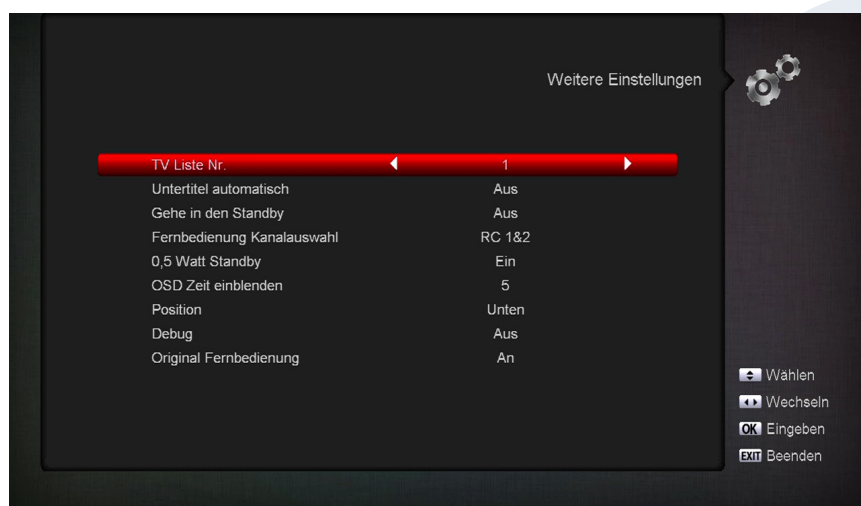 Weitere Einstellungen
TV Liste Nr. 1
Untertitel automatisch Aus
Gehe in den Standby Aus
Fernbedienung Kanalauswahl RC 1&2
0,5 Watt Standby Ein
OSD Zeit einblenden 5
Position Unten
Debug Aus
Original Fernbedienung An
Wählen
Wechseln
OK Eingeben
EXIT Beenden